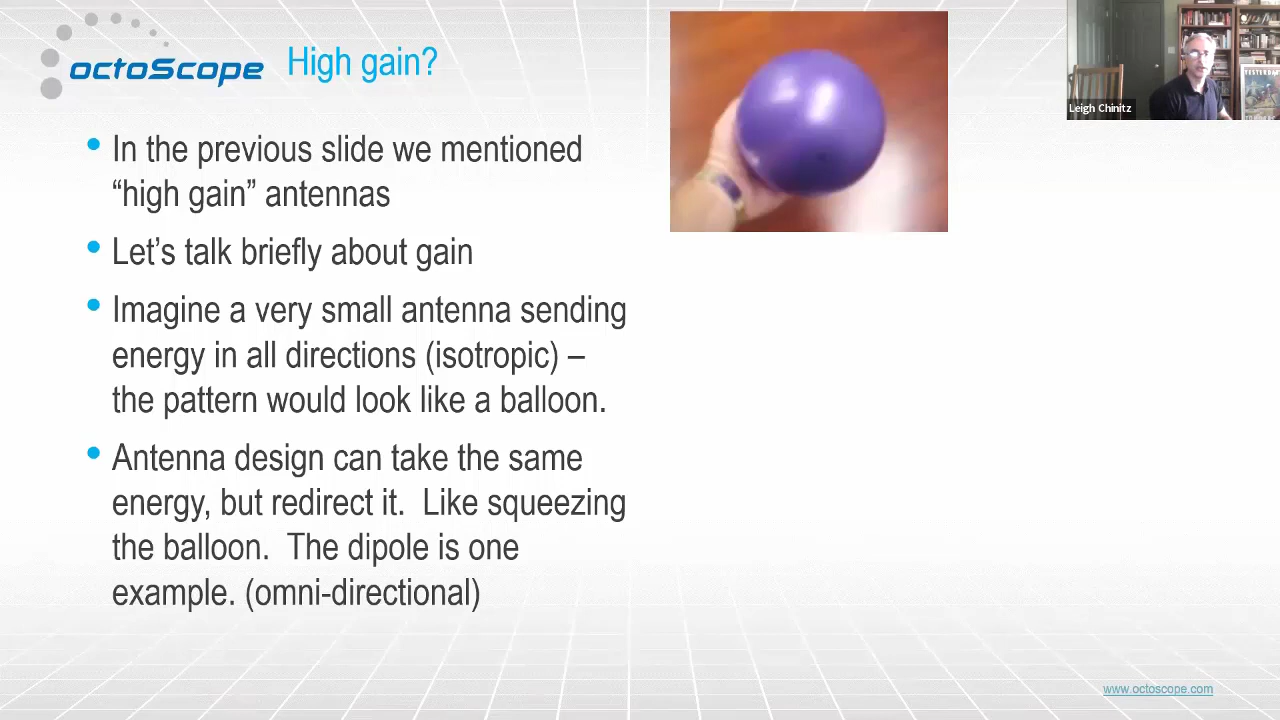 octoScope
High gain?
• In the previous slide we mentioned
“high gain” antennas
• Let’s talk briefly about gain
• Imagine a very small antenna sending
energy in all directions (isotropic) –
the pattern would look like a balloon.
• Antenna design can take the same
energy, but redirect it.  Like squeezing
the balloon.  The dipole is one
example. (omni-directional)
Leigh Chinitz
YESTERDAY
www.octoscope.com